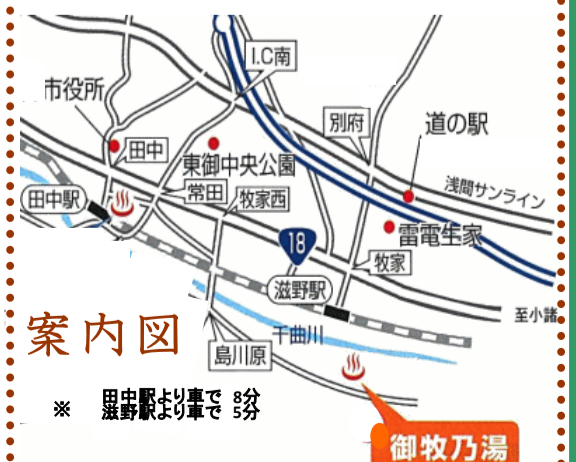 I.C南
市役所
別府
道の駅
田中
東御中央公園
浅間サンライン
田中駅
常田
牧家西
雷電生家
18
牧家
滋野駅
至小諸
千曲川
案内図
島川原
※ 田中駅より車で 8分
滋野駅より車で 5分
御牧乃湯